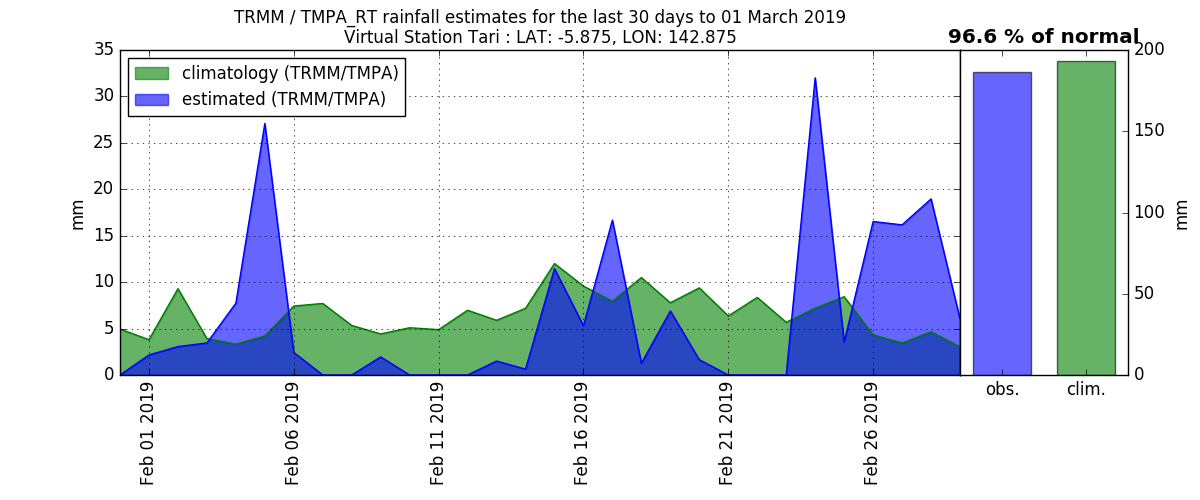 TRMM / TMPA_RT rainfall estimates for the last 30 days to 01 March 2019
Virtual Station Tari : LAT: -5.875, LON: 142.875
96.6 % of normal
climatology (TRMM/TMPA)
estimated (TRMM/TMPA)
35
30
25
20
15
10
5
0
mm
Feb 01 2019
Feb 06 2019
Feb 11 2019
Feb 16 2019
Feb 21 2019
Feb 26 2019
obs.
clim.
200
150
100
50
0
mm